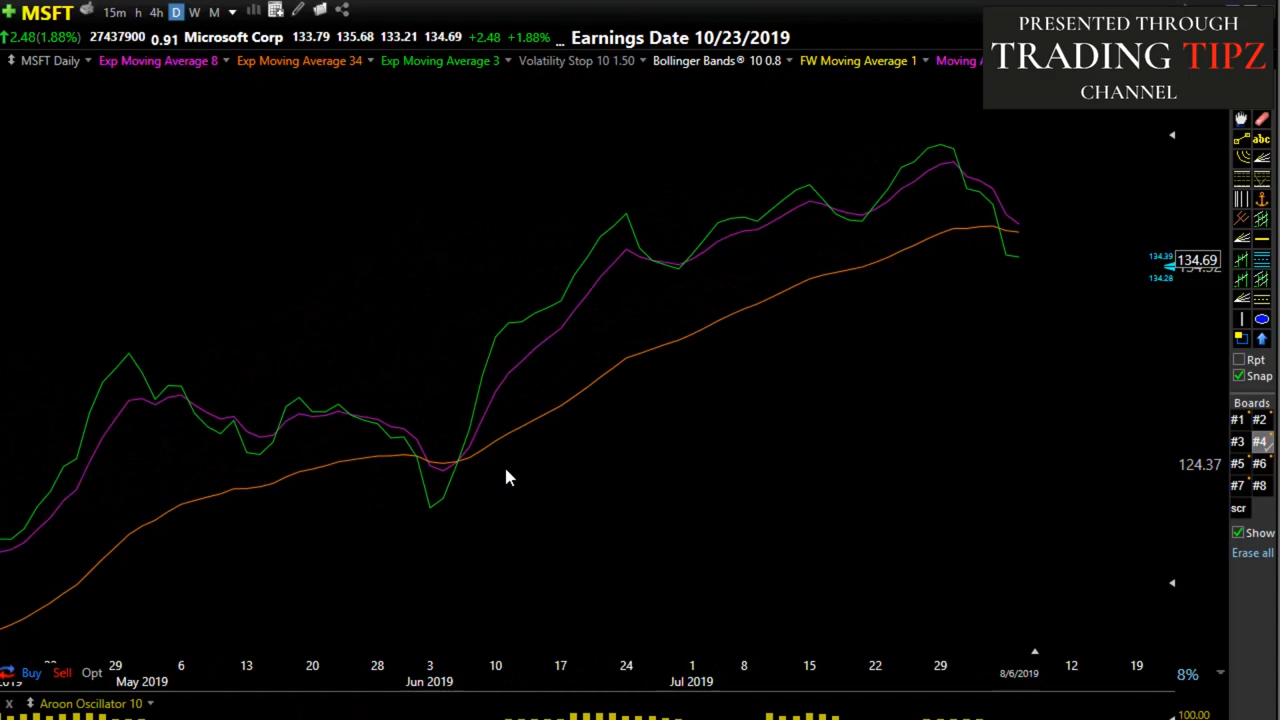 MSFT 15m h 4h D W M
2.48(1.88%) 27437900 0.91 Microsoft Corp 133.79 135.68 133.21 134.69 +2.48 +1.88% ... Earnings Date 10/23/2019
MSFT Daily Exp Moving Average 8 Exp Moving Average 34 Exp Moving Average 3 Volatility Stop 10 1.50 Bollinger Bands® 10 0.8 FW Moving Average 1 Moving
PRESENTED THROUGH
TRADING TIPZ
CHANNEL
abc
134.39 134.69
134.28
Rpt
Snap
Boards
#1 #2
#3 #4
124.37 #5 #6
#7 #8
scr
Show
Erase all
29 6 13 20 28 3 10 17 24 1 8 15 22 29 8/6/2019 12 19
Buy Sell Opt May 2019 Jun 2019 Jul 2019 8%
x Aroon Oscillator 10
100.00